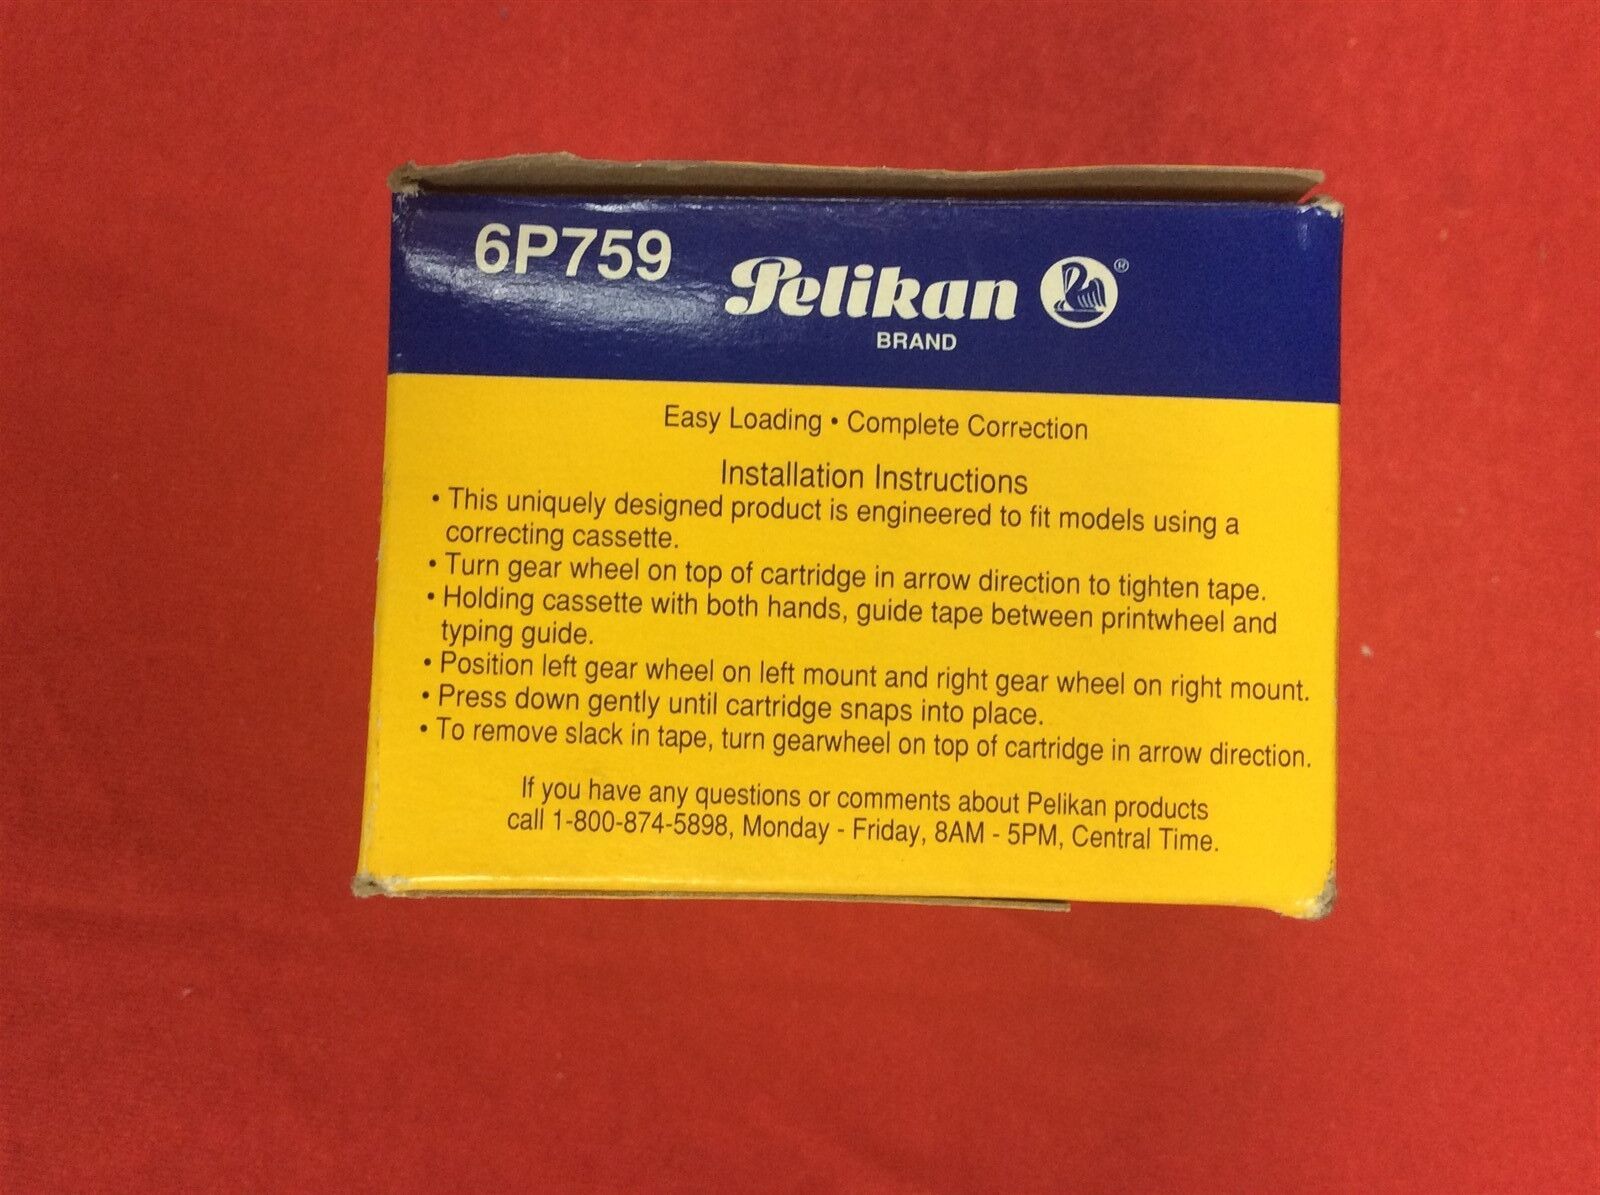 6P759
Pelikan ®
BRAND
Easy Loading • Complete Correction
Installation Instructions
• This uniquely designed product is engineered to fit models using a
correcting cassette.
• Turn gear wheel on top of cartridge in arrow direction to tighten tape.
• Holding cassette with both hands, guide tape between printwheel and
typing guide.
• Position left gear wheel on left mount and right gear wheel on right mount.
• Press down gently until cartridge snaps into place.
• To remove slack in tape, turn gearwheel on top of cartridge in arrow direction.
If you have any questions or comments about Pelikan products
call 1-800-874-5898, Monday - Friday, 8AM - 5PM, Central Time.